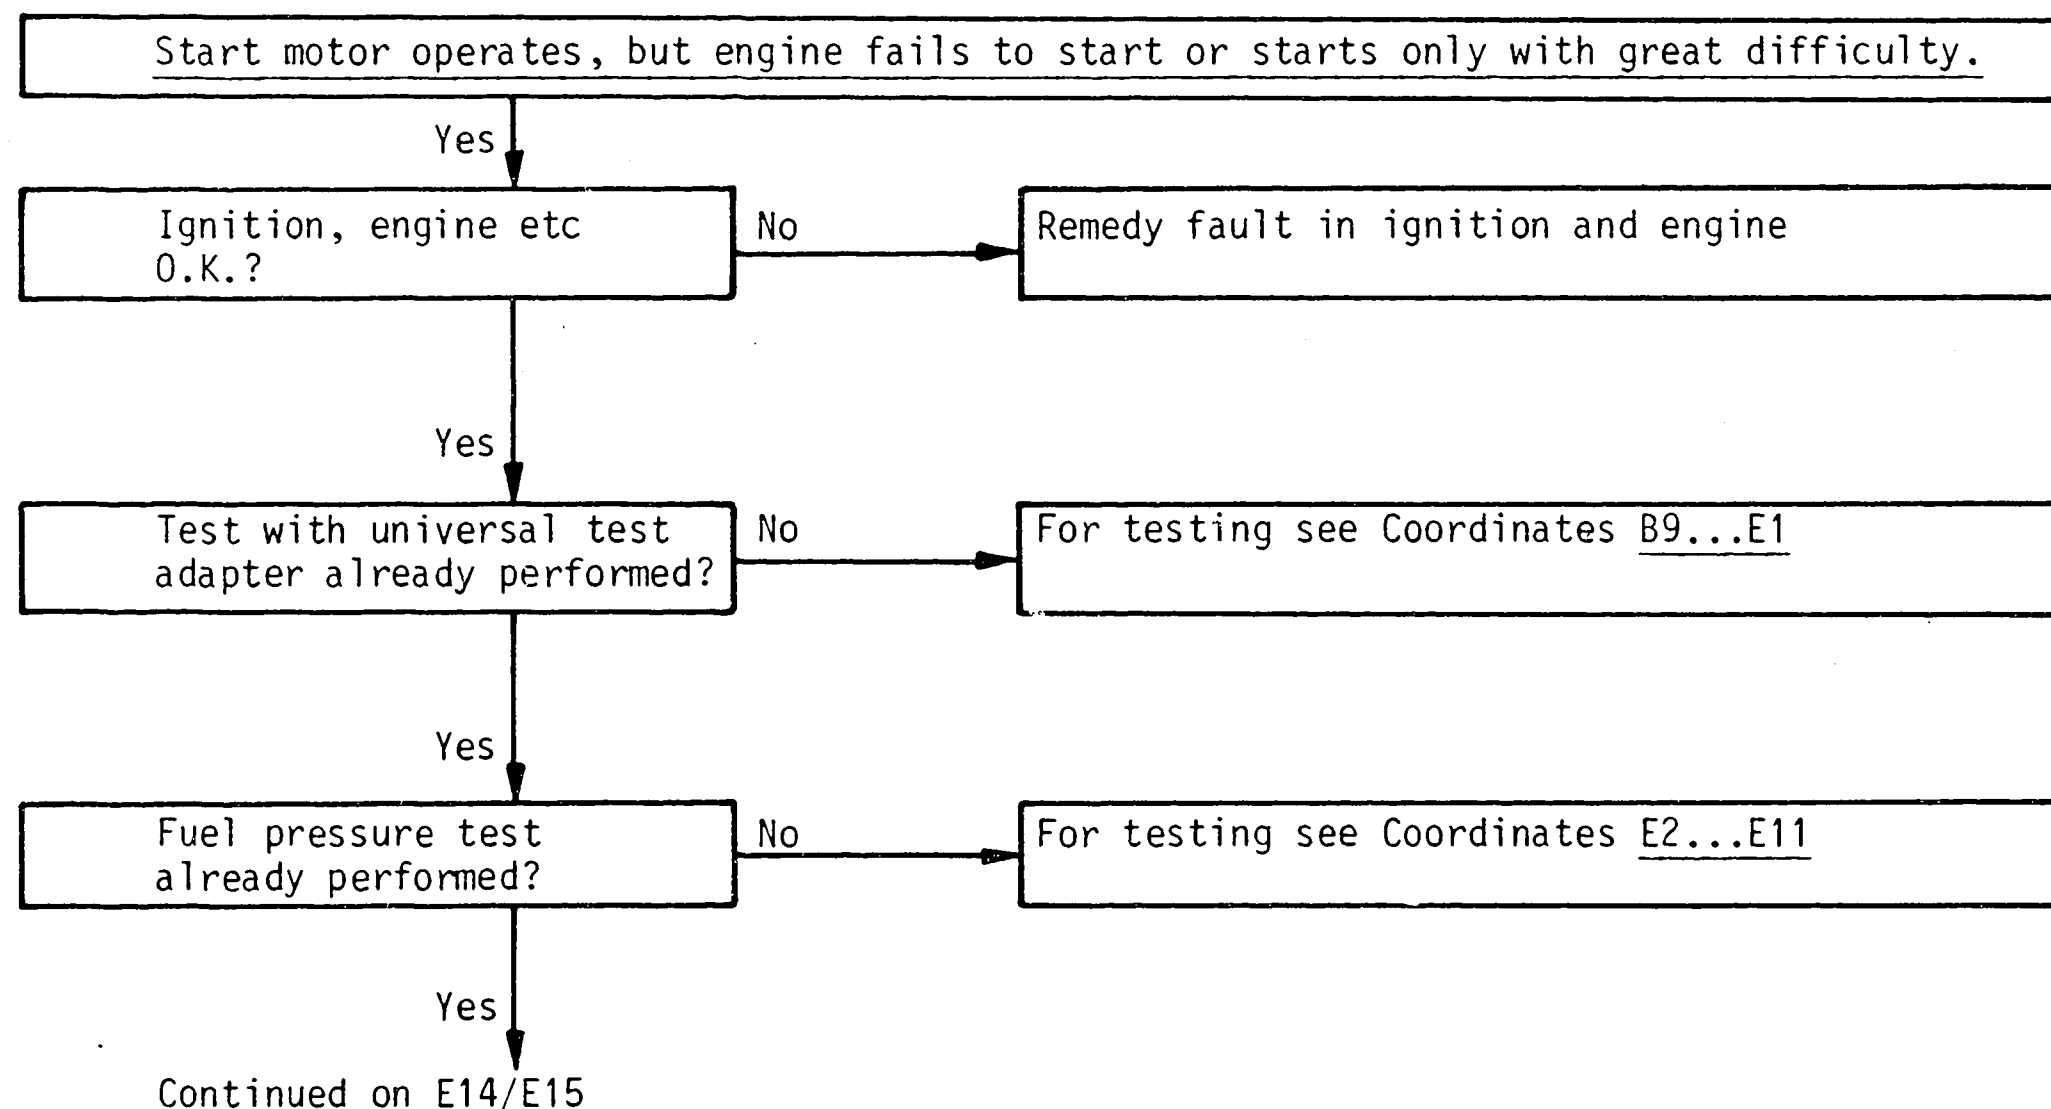 Start motor operates, but engine fails to start or starts only with great difficulty.
Yes
Ignition, engine etc
O.K.?
No
Remedy fault in ignition and engine
Yes
Test with universal test
adapter already performed?
No
For testing see Coordinates B9...E1
Yes
Fuel pressure test
already performed?
No
For testing see Coordinates E2...E11
Yes
Continued on E14/E15